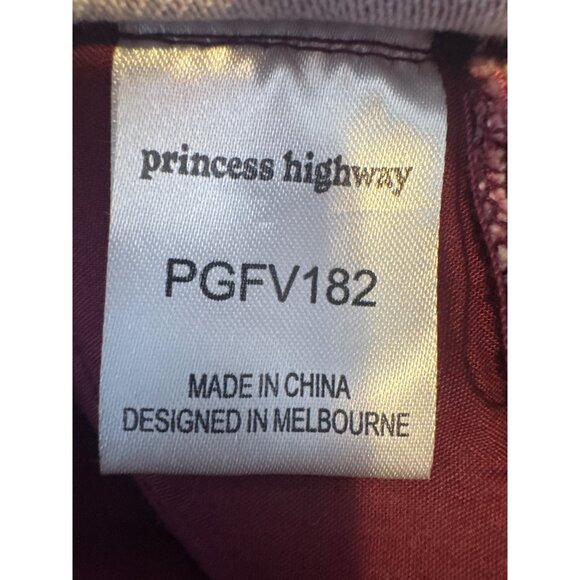 princess highway
PGFV182
MADE IN CHINA
DESIGNED IN MELBOURNE